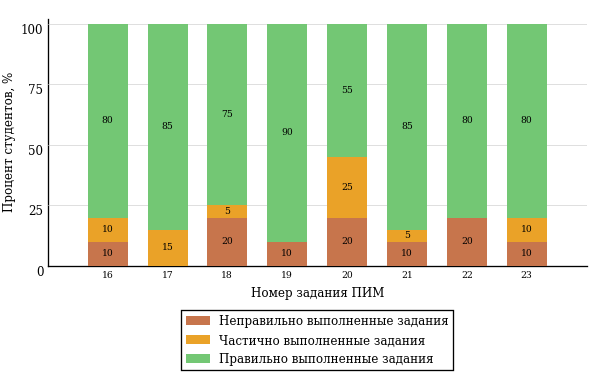 Процент студентов, %
100
75
50
25
0
80 85 75 90 55 85 80 80
10 15 5 25 5 10
10 20 10 20 10 20 10
16 17 18 19 20 21 22 23
Номер задания ПИМ
Неправильно выполненные задания
Частично выполненные задания
Правильно выполненные задания